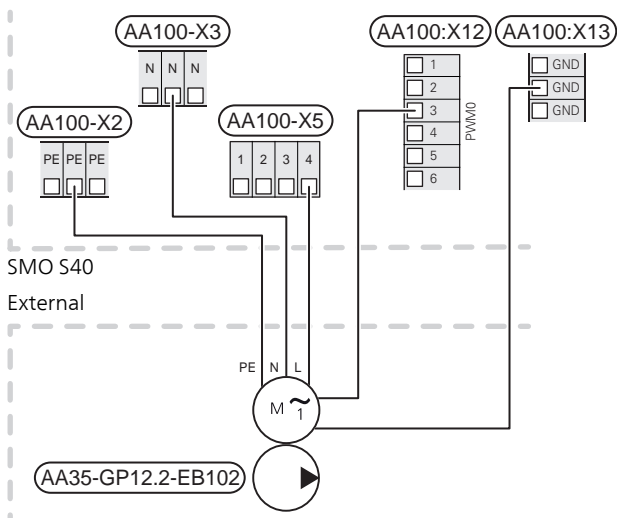 AA100-X3
AA100:X12 AA100:X13
N N N
1 GND
2 GND
3 GND
4
5
6
PWM0
AA100-X2
AA100-X5
PE PE PE
1 2 3 4
SMO S40
External
PE N L
M ~ 1
AA35-GP12.2-EB102